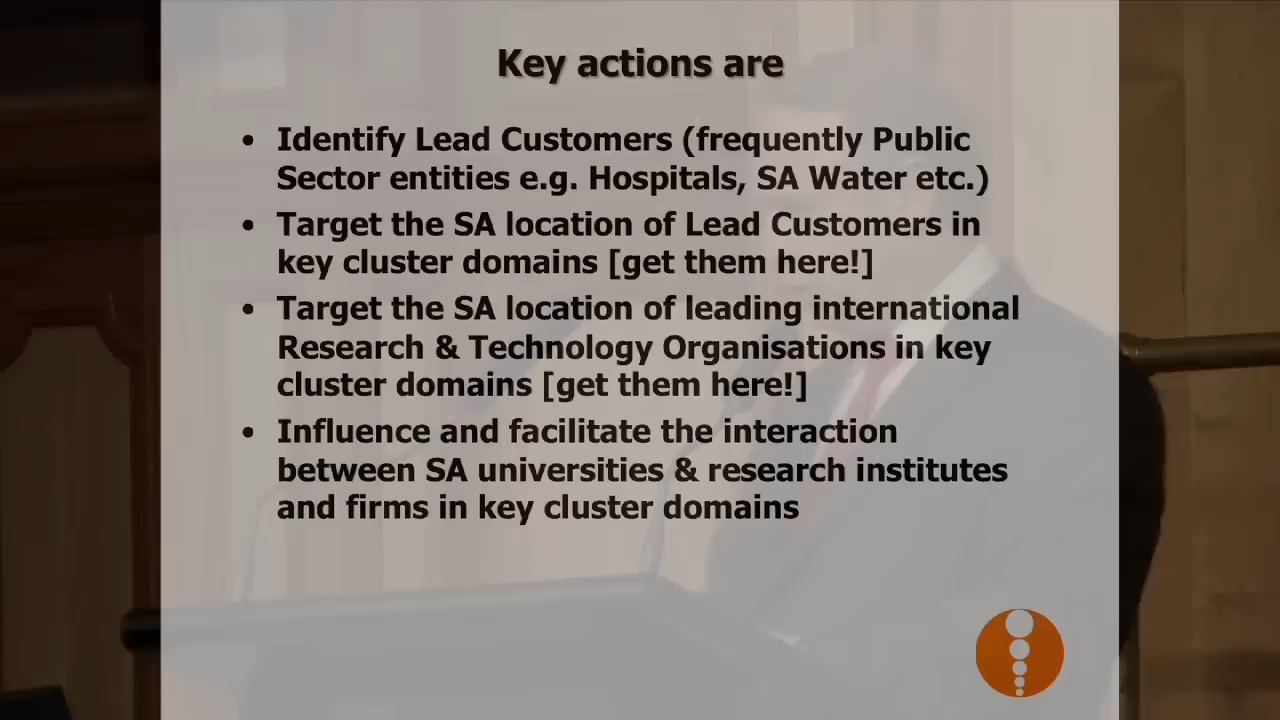 Key actions are
• Identify Lead Customers (frequently Public
Sector entities e.g. Hospitals, SA Water etc.)
• Target the SA location of Lead Customers in
key cluster domains [get them here!]
• Target the SA location of leading international
Research & Technology Organisations in key
cluster domains [get them here!]
• Influence and facilitate the interaction
between SA universities & research institutes
and firms in key cluster domains